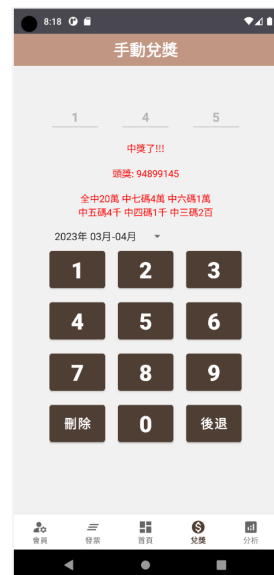 8:18
手動兌獎
1 4 5
中獎了!!!
頭獎: 94899145
全中20萬 中七碼4萬 中六碼1萬
中五碼4千 中四碼1千 中三碼2百
2023年 03月-04月
1 2 3
4 5 6
7 8 9
刪除 0 後退
會員 發票 首頁 兌獎 分析